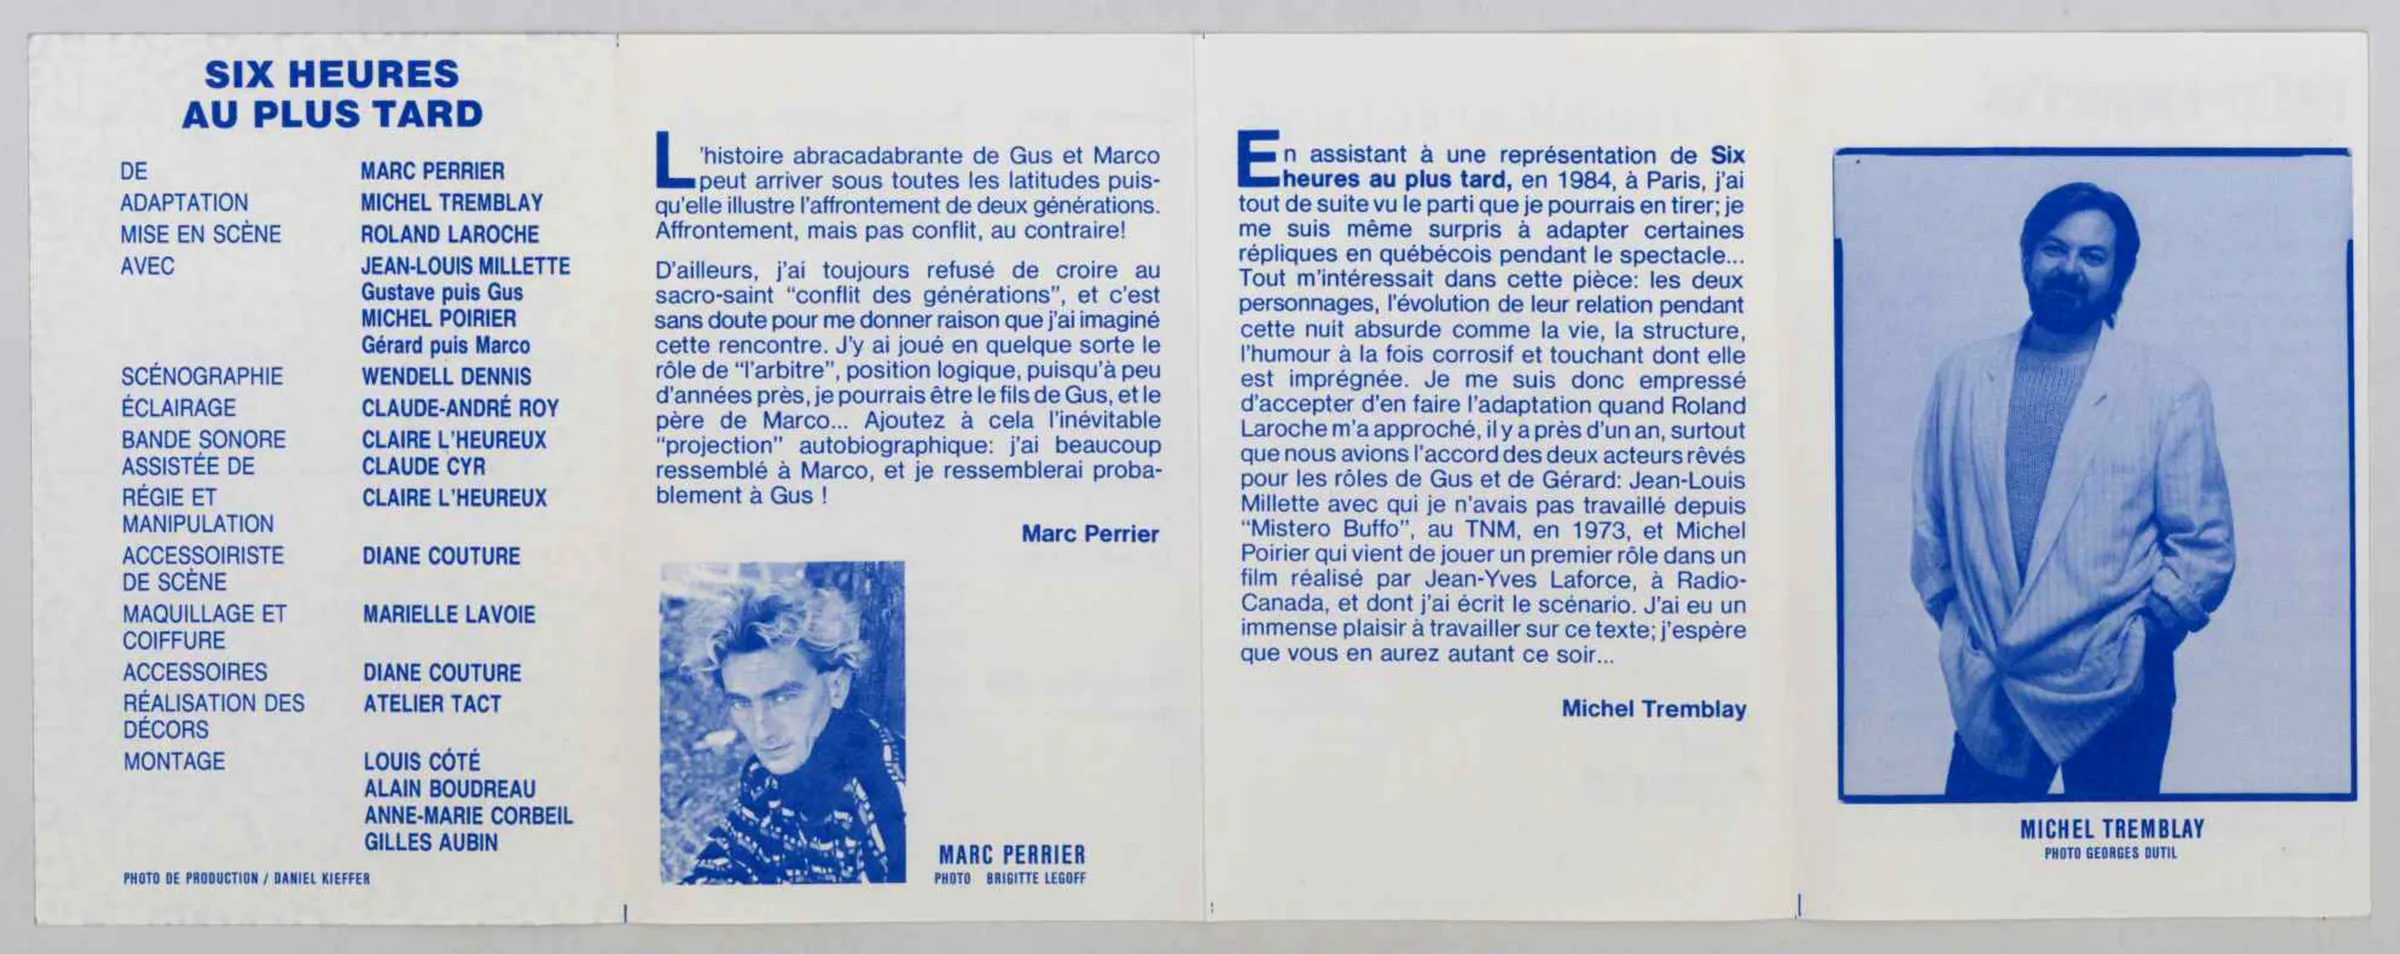 SIX HEURES
AU PLUS TARD
DE MARC PERRIER
ADAPTATION MICHEL TREMBLAY
MISE EN SCÈNE ROLAND LAROCHE
AVEC JEAN-LOUIS MILLETTE
Gustave puis Gus
MICHEL POIRIER
Gérard puis Marco
SCÉNOGRAPHIE WENDELL DENNIS
ÉCLAIRAGE CLAUDE-ANDRÉ ROY
BANDE SONORE CLAIRE L'HEUREUX
ASSISTÉE DE CLAUDE CYR
RÉGIE ET CLAIRE L'HEUREUX
MANIPULATION
ACCESSOIRISTE DIANE COUTURE
DE SCÈNE
MAQUILLAGE ET MARIELLE LAVOIE
COIFFURE
ACCESSOIRES DIANE COUTURE
RÉALISATION DES ATELIER TACT
DÉCORS
MONTAGE LOUIS CÓTÉ
ALAIN BOUDREAU
ANNE-MARIE CORBEIL
GILLES AUBIN
PHOTO DE PRODUCTION / DANIEL KIEFFER
L'histoire abracadabrante de Gus et Marco
peut arriver sous toutes les latitudes puis-
qu'elle illustre l'affrontement de deux générations.
Affrontement, mais pas conflit, au contraire!
D'ailleurs, j'ai toujours refusé de croire au
sacro-saint “conflit des générations”, et c'est
sans doute pour me donner raison que j'ai imaginé
cette rencontre. J'y ai joué en quelque sorte le
rôle de “l'arbitre”, position logique, puisqu'à peu
d'années près, je pourrais être le fils de Gus, et le
père de Marco... Ajoutez à cela l'inévitable
“projection” autobiographique: j'ai beaucoup
ressemblé à Marco, et je ressemblerai proba-
blement à Gus !
Marc Perrier
MARC PERRIER
PHOTO BRIGITTE LEGOFF
En assistant à une représentation de Six
heures au plus tard, en 1984, à Paris, j'ai
tout de suite vu le parti que je pourrais en tirer; je
me suis même surpris à adapter certaines
répliques en québécois pendant le spectacle...
Tout m'intéressait dans cette pièce: les deux
personnages, l'évolution de leur relation pendant
cette nuit absurde comme la vie, la structure,
l'humour à la fois corrosif et touchant dont elle
est imprégnée. Je me suis donc empressé
d'accepter d'en faire l'adaptation quand Roland
Laroche m'a approché, il y a près d'un an, surtout
que nous avions l'accord des deux acteurs rêvés
pour les rôles de Gus et de Gérard: Jean-Louis
Millette avec qui je n'avais pas travaillé depuis
“Mistero Buffo”, au TNM, en 1973, et Michel
Poirier qui vient de jouer un premier rôle dans un
film réalisé par Jean-Yves Laforce, à Radio-
Canada, et dont j'ai écrit le scénario. J'ai eu un
immense plaisir à travailler sur ce texte; j'espère
que vous en aurez autant ce soir...
Michel Tremblay
MICHEL TREMBLAY
PHOTO GEORGES DUTIL